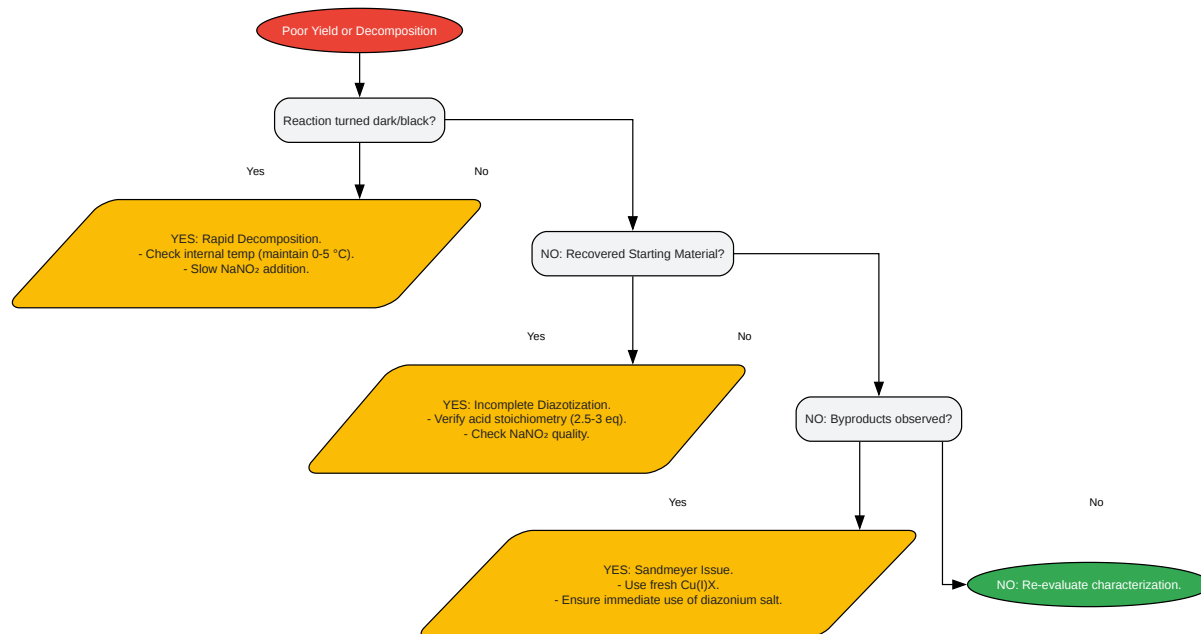 Poor Yield or Decomposition
Reaction turned dark/black?
Yes
No
YES: Rapid Decomposition.
- Check internal temp (maintain 0-5 °C).
- Slow NaNO₂ addition.
NO: Recovered Starting Material?
Yes
No
YES: Incomplete Diazotization.
- Verify acid stoichiometry (2.5-3 eq).
- Check NaNO₂ quality.
NO: Byproducts observed?
Yes
No
YES: Sandmeyer Issue.
- Use fresh Cu(I)X.
- Ensure immediate use of diazonium salt.
NO: Re-evaluate characterization.